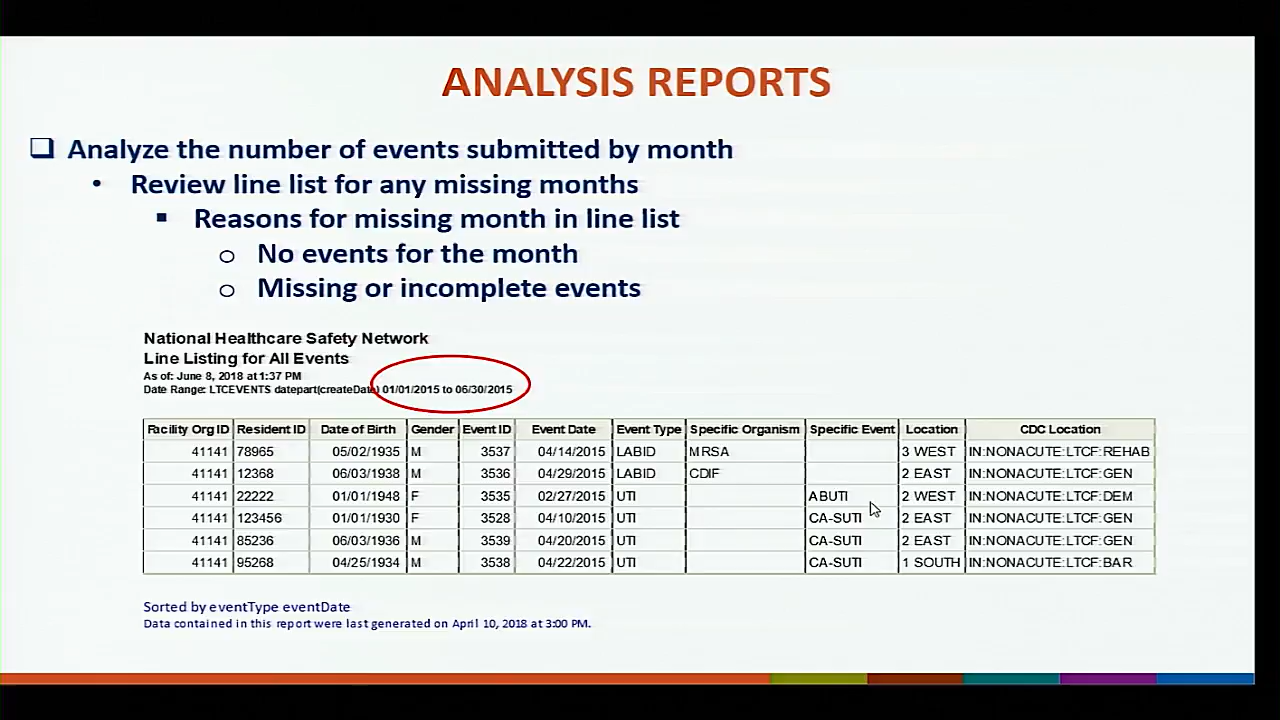 ANALYSIS REPORTS
Analyze the number of events submitted by month
Review line list for any missing months
Reasons for missing month in line list
No events for the month
Missing or incomplete events
National Healthcare Safety Network
Line Listing for All Events
As of: June 8, 2018 at 1:37 PM
Date Range: LTCEVENTS datepart(createDate) 01/01/2015 to 06/30/2015
Facility Org ID Resident ID Date of Birth Gender Event ID Event Date Event Type Specific Organism Specific Event Location CDC Location
41141 78965 05/02/1935 M 3537 04/14/2015 LABID MRSA 3 WEST IN:NONACUTE:LTCF:REHAB
41141 12368 06/03/1938 M 3536 04/29/2015 LABID CDIF 2 EAST IN:NONACUTE:LTCF:GEN
41141 22222 01/01/1948 F 3535 02/27/2015 UTI ABUTI 2 WEST IN:NONACUTE:LTCF:DEM
41141 123456 01/01/1930 F 3528 04/10/2015 UTI CA-SUTI 2 EAST IN:NONACUTE:LTCF:GEN
41141 85236 06/03/1936 M 3539 04/20/2015 UTI CA-SUTI 2 EAST IN:NONACUTE:LTCF:GEN
41141 95268 04/25/1934 M 3538 04/22/2015 UTI CA-SUTI 1 SOUTH IN:NONACUTE:LTCF:BAR
Sorted by eventType eventDate
Data contained in this report were last generated on April 10, 2018 at 3:00 PM.